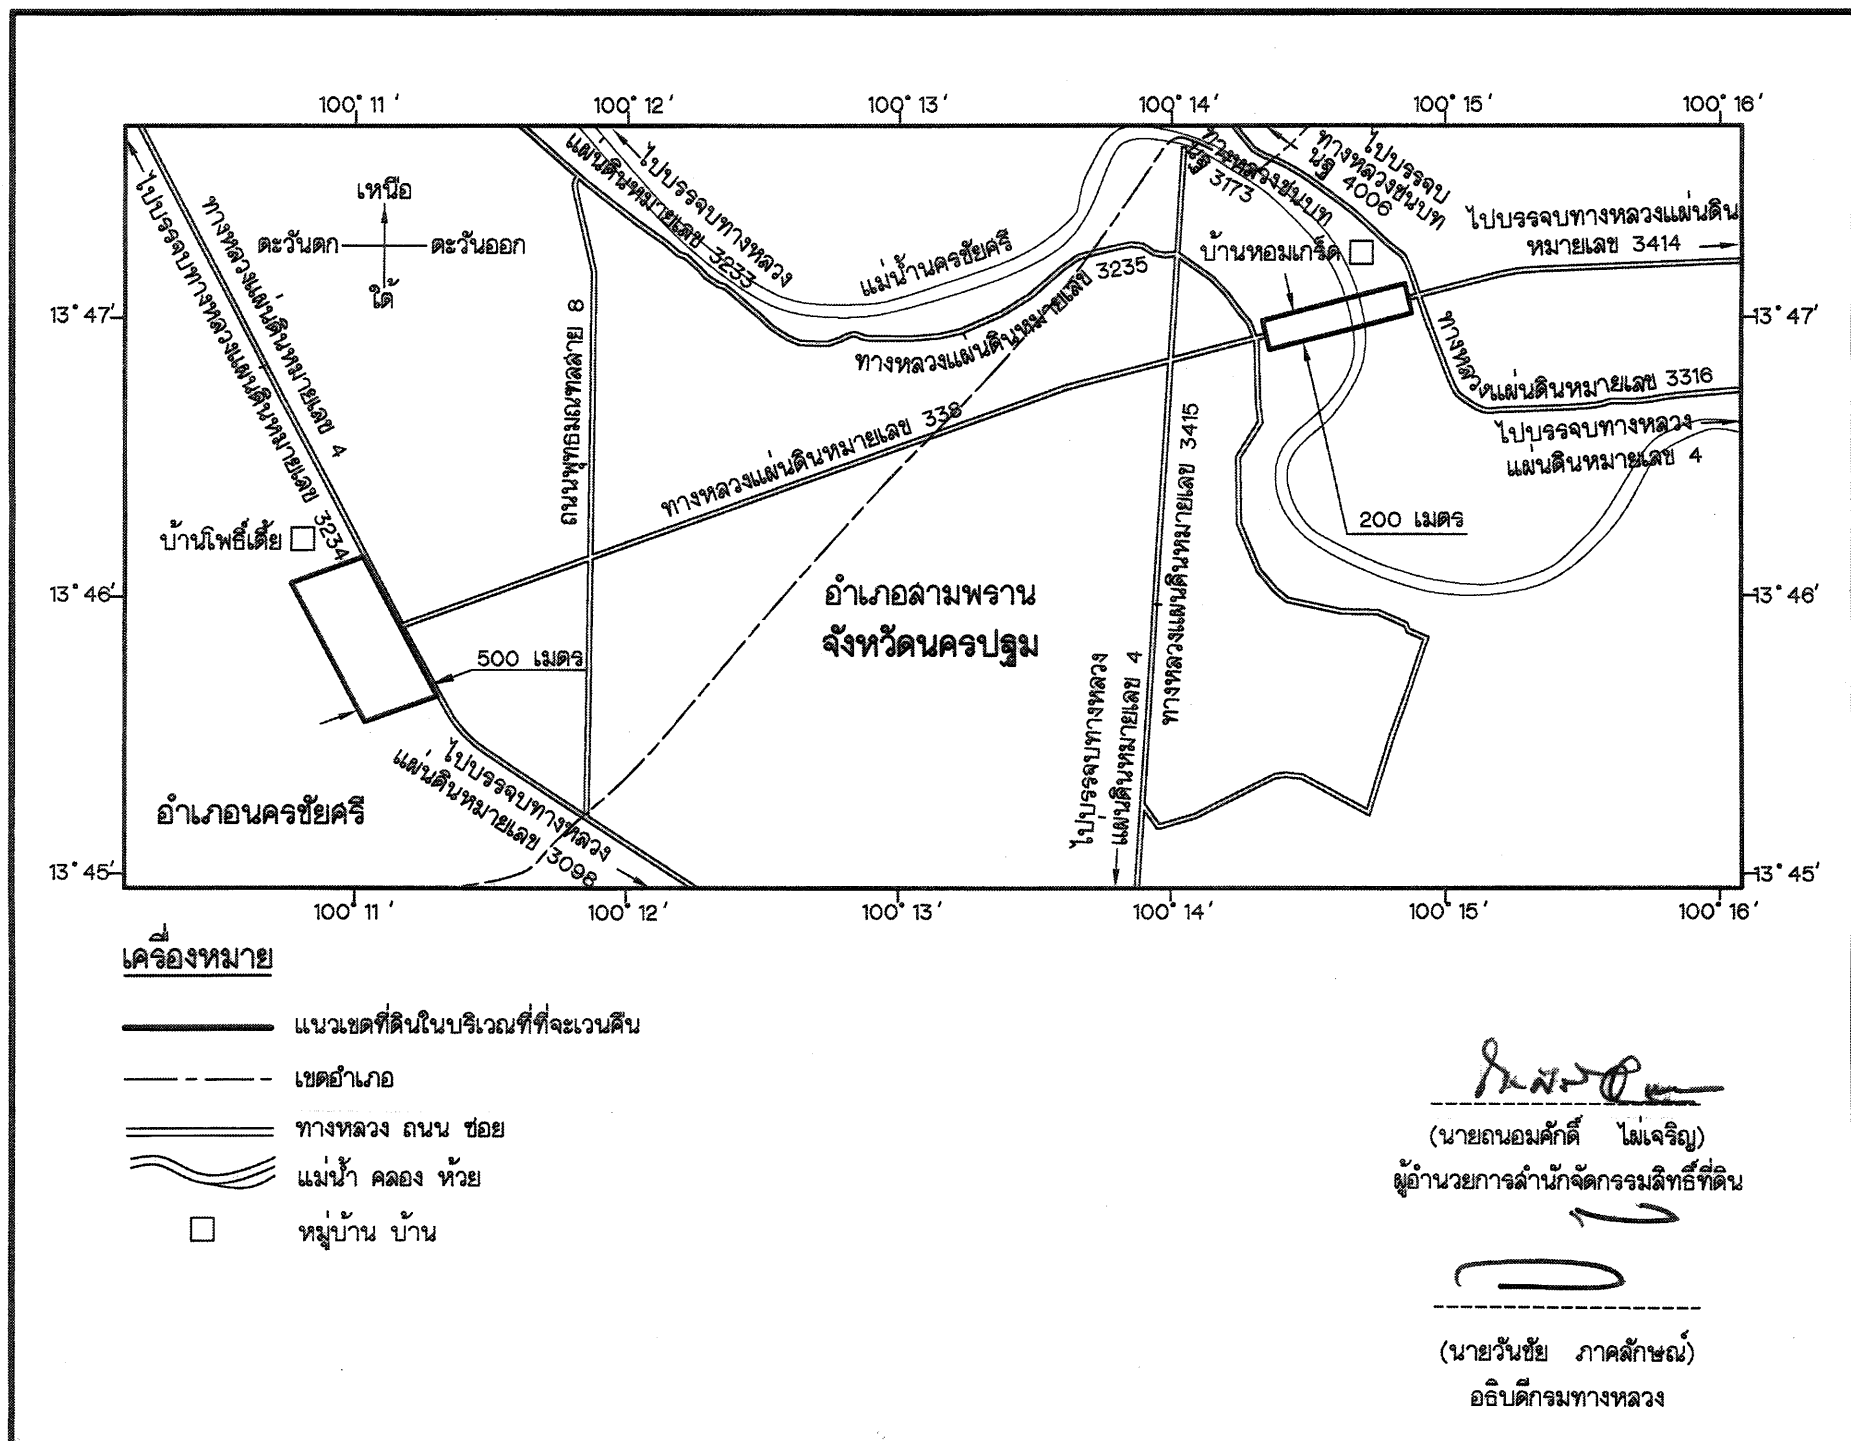 100° 11' 100° 12' 100° 13' 100° 14' 100° 15' 100° 16'
เหนือ
ตะวันตก ตะวันออก
ใต้
ทางหลวงแผ่นดินหมายเลข 4
ไปบรรจบทางหลวงแผ่นดินหมายเลข 3234
ไปบรรจบทางหลวง
แผ่นดินหมายเลข 3233
แม่น้ำนครชัยศรี
ทางหลวงแผ่นดินหมายเลข 3235
ทางหลวงชนบท
นฐ 3173
ไปบรรจบ
ทางหลวงชนบท
นฐ 4006
ไปบรรจบทางหลวงแผ่นดิน
หมายเลข 3414
บ้านหอมเกร็ด
13° 47' 13° 47'
ถนนพุทธมณฑลสาย 8
ทางหลวงแผ่นดินหมายเลข 338
ทางหลวงแผ่นดินหมายเลข 3415
ทางหลวงแผ่นดินหมายเลข 3316
ไปบรรจบทางหลวง
แผ่นดินหมายเลข 4
200 เมตร
บ้านโพธิ์เตี้ย
13° 46' 13° 46'
อำเภอสามพราน
จังหวัดนครปฐม
500 เมตร
ไปบรรจบทางหลวง
แผ่นดินหมายเลข 4
ไปบรรจบทางหลวง
แผ่นดินหมายเลข 3098
อำเภอนครชัยศรี
13° 45' 13° 45'
100° 11' 100° 12' 100° 13' 100° 14' 100° 15' 100° 16'
เครื่องหมาย
แนวเขตที่ดินในบริเวณที่ที่จะเวนคืน
เขตอำเภอ
ทางหลวง ถนน ซอย
แม่น้ำ คลอง ห้วย
หมู่บ้าน บ้าน
(นายถนอมศักดิ์ ไผ่เจริญ)
ผู้อำนวยการสำนักจัดกรรมสิทธิ์ที่ดิน
(นายวันชัย ภาคลักษณ์)
อธิบดีกรมทางหลวง